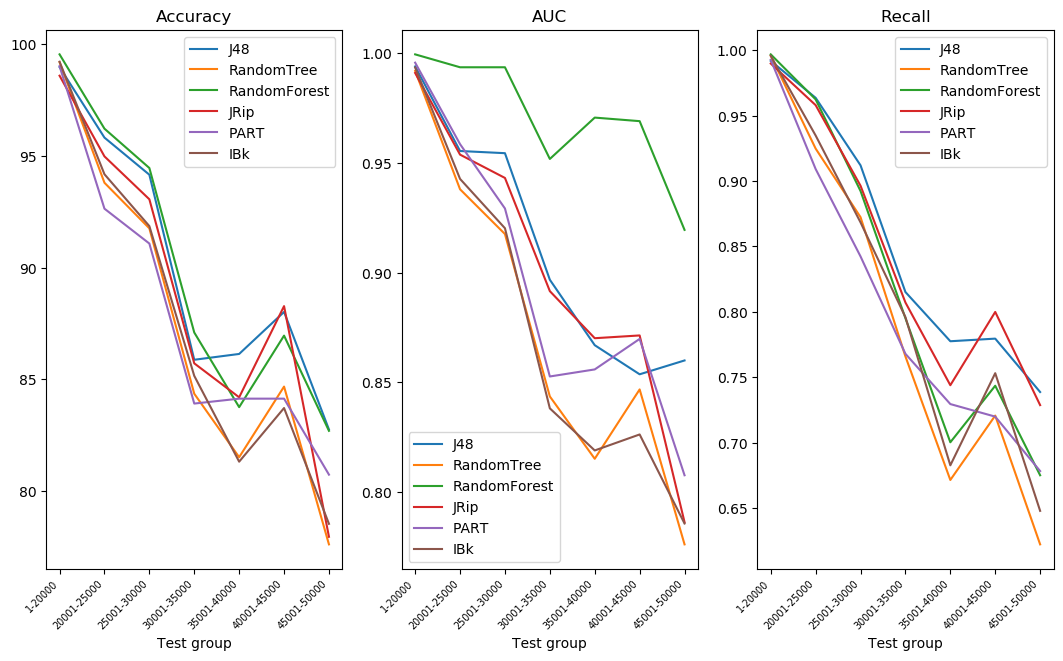 Accuracy
100
95
90
85
80
J48
RandomTree
RandomForest
JRip
PART
IBk
1-20000
20001-25000
25001-30000
30001-35000
35001-40000
40001-45000
45001-50000
Test group
AUC
1.00
0.95
0.90
0.85
0.80
J48
RandomTree
RandomForest
JRip
PART
IBk
1-20000
20001-25000
25001-30000
30001-35000
35001-40000
40001-45000
45001-50000
Test group
Recall
1.00
0.95
0.90
0.85
0.80
0.75
0.70
0.65
J48
RandomTree
RandomForest
JRip
PART
IBk
1-20000
20001-25000
25001-30000
30001-35000
35001-40000
40001-45000
45001-50000
Test group